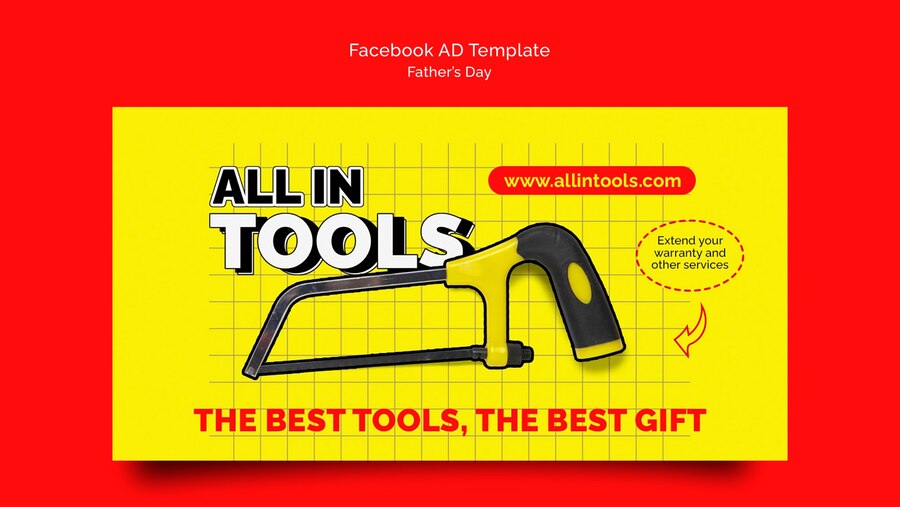 Facebook AD Template
Father's Day
ALL IN
TOOLS
www.allintools.com
Extend your
warranty and
other services
THE BEST TOOLS, THE BEST GIFT